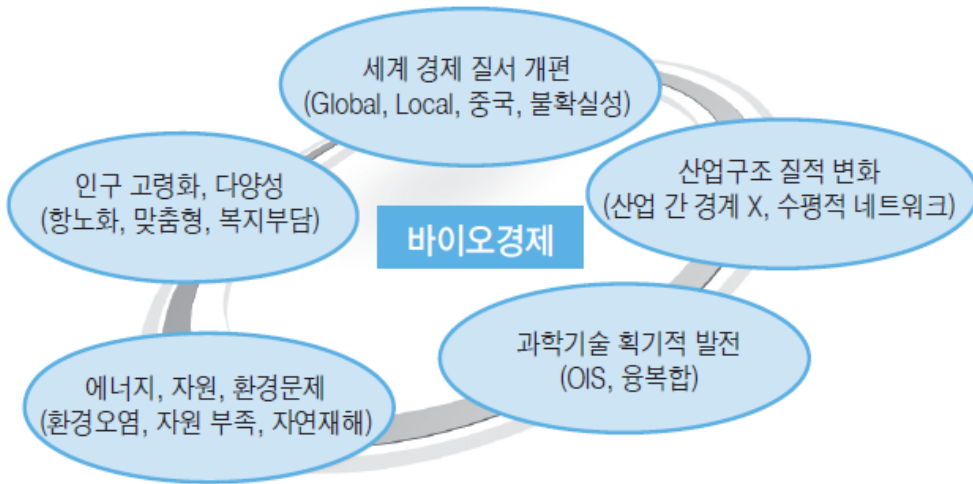 세계 경제 질서 개편
(Global, Local, 중국, 불확실성)
인구 고령화, 다양성
(항노화, 맞춤형, 복지부담)
산업구조 질적 변화
(산업 간 경계 X, 수평적 네트워크)
바이오경제
과학기술 획기적 발전
(OIS, 융복합)
에너지, 자원, 환경문제
(환경오염, 자원 부족, 자연재해)